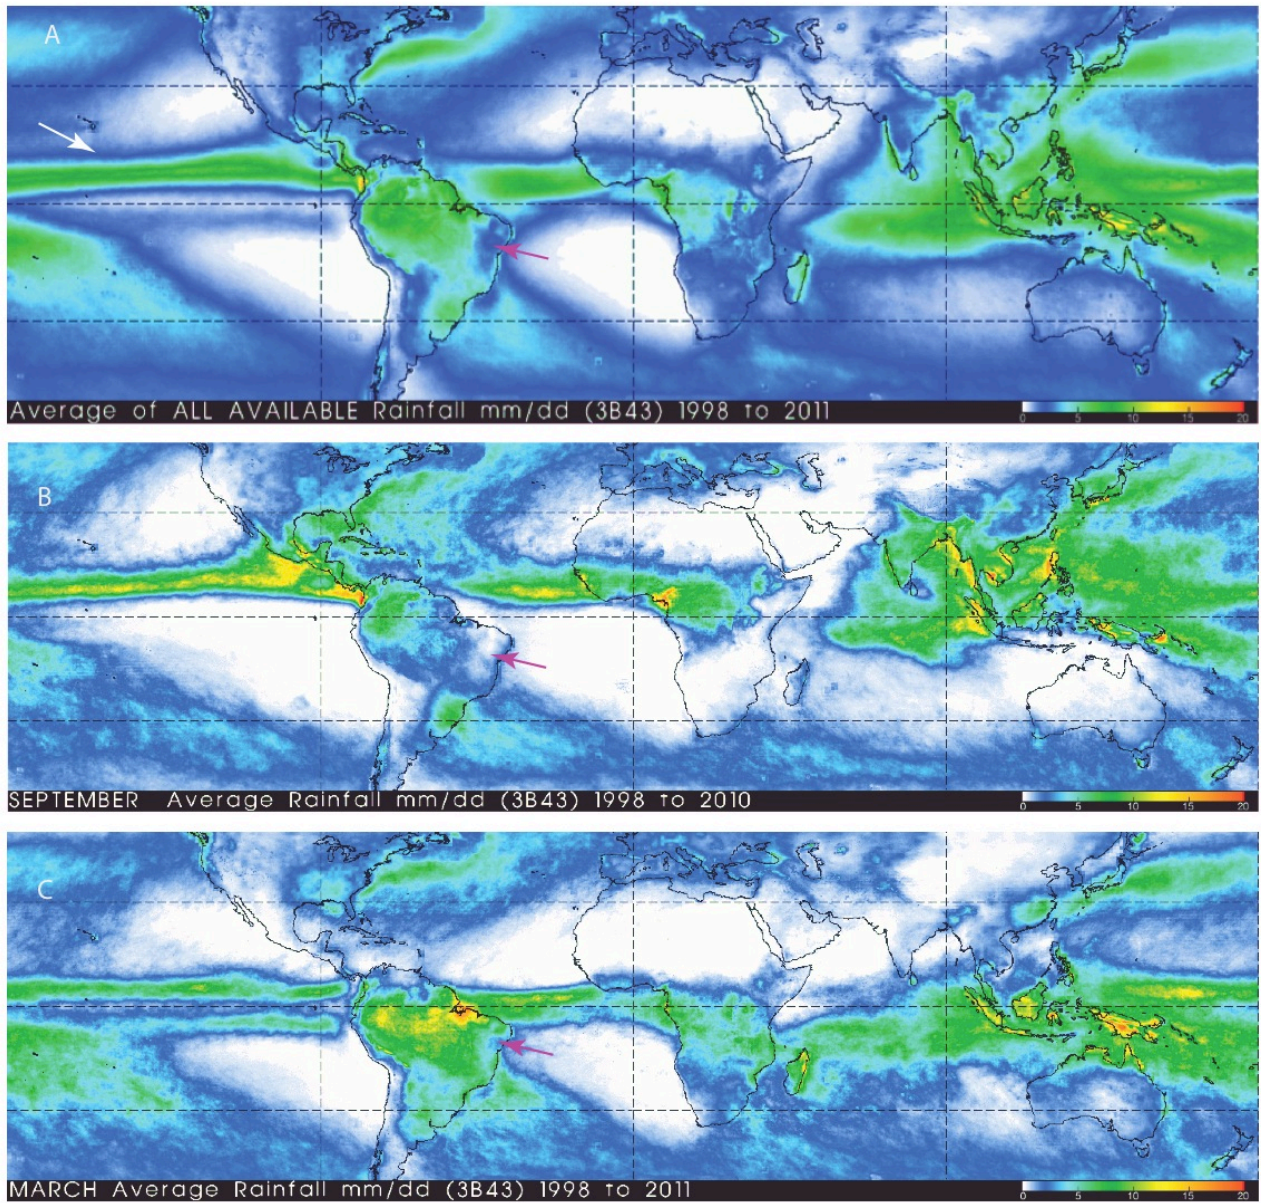 A
Average of ALL AVAILABLE Rainfall mm/dd (3B43) 1998 to 2011
0 5 10 15 20
B
SEPTEMBER Average Rainfall mm/dd (3B43) 1998 to 2010
0 5 10 15 20
C
MARCH Average Rainfall mm/dd (3B43) 1998 to 2011
0 5 10 15 20